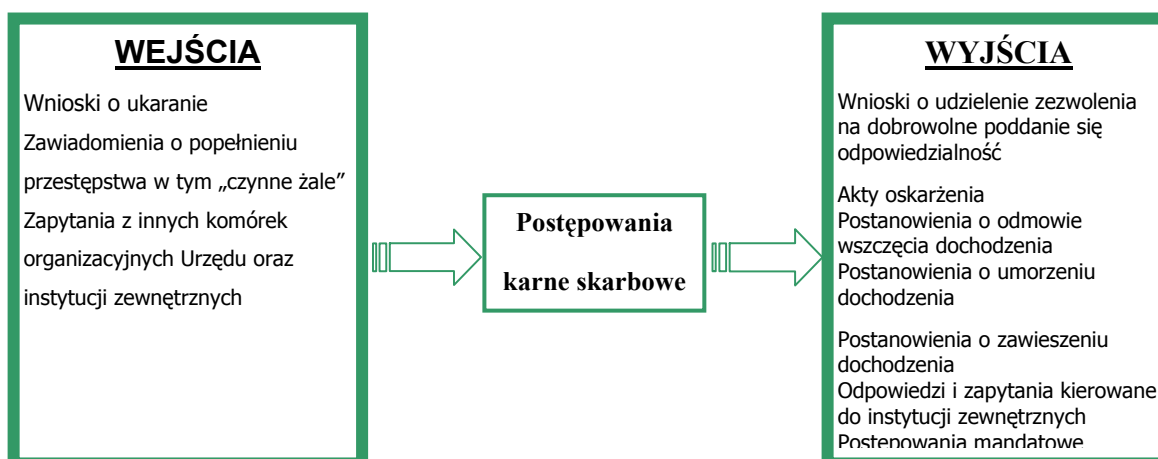 WEJŚCIA
Wnioski o ukaranie
Zawiadomienia o popełnieniu
przestępstwa w tym „czynne żale”
Zapytania z innych komórek
organizacyjnych Urzędu oraz
instytucji zewnętrznych
Postępowania
karne skarbowe
WYJŚCIA
Wnioski o udzielenie zezwolenia
na dobrowolne poddanie się
odpowiedzialność
Akty oskarżenia
Postanowienia o odmowie
wszczęcia dochodzenia
Postanowienia o umorzeniu
dochodzenia
Postanowienia o zawieszeniu
dochodzenia
Odpowiedzi i zapytania kierowane
do instytucji zewnętrznych
Postępowania mandatowe